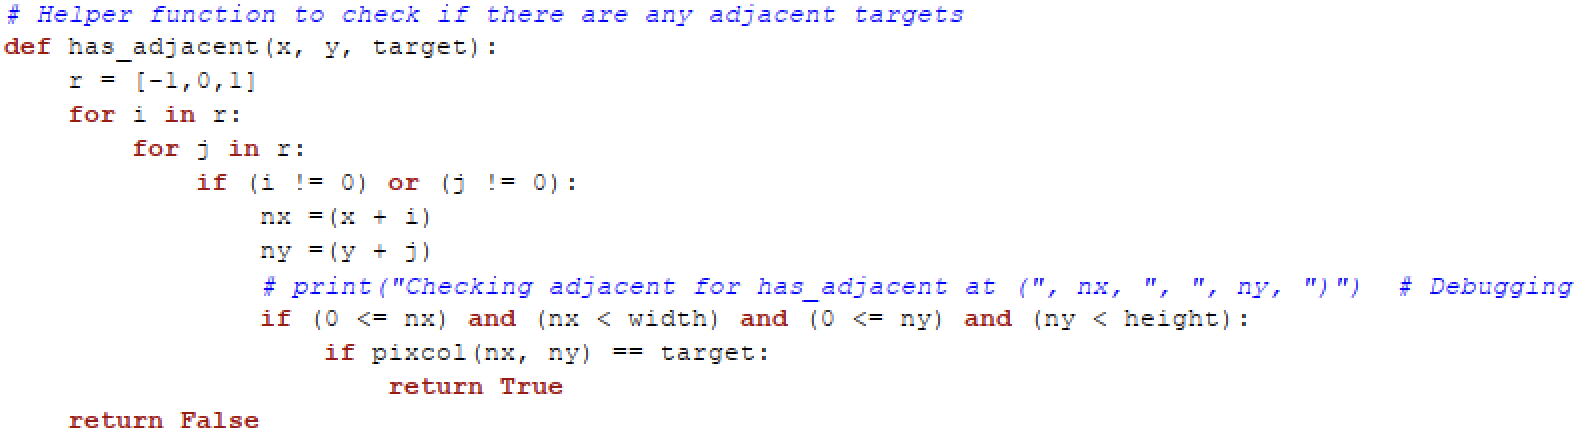 # Helper function to check if there are any adjacent targets
def has_adjacent(x, y, target):
    r = [-1,0,1]
    for i in r:
        for j in r:
            if (i != 0) or (j != 0):
                nx =(x + i)
                ny =(y + j)
                # print("Checking adjacent for has_adjacent at (", nx, ", ", ny, ")")  # Debugging
                if (0 <= nx) and (nx < width) and (0 <= ny) and (ny < height):
                    if pixcol(nx, ny) == target:
                        return True
    return False